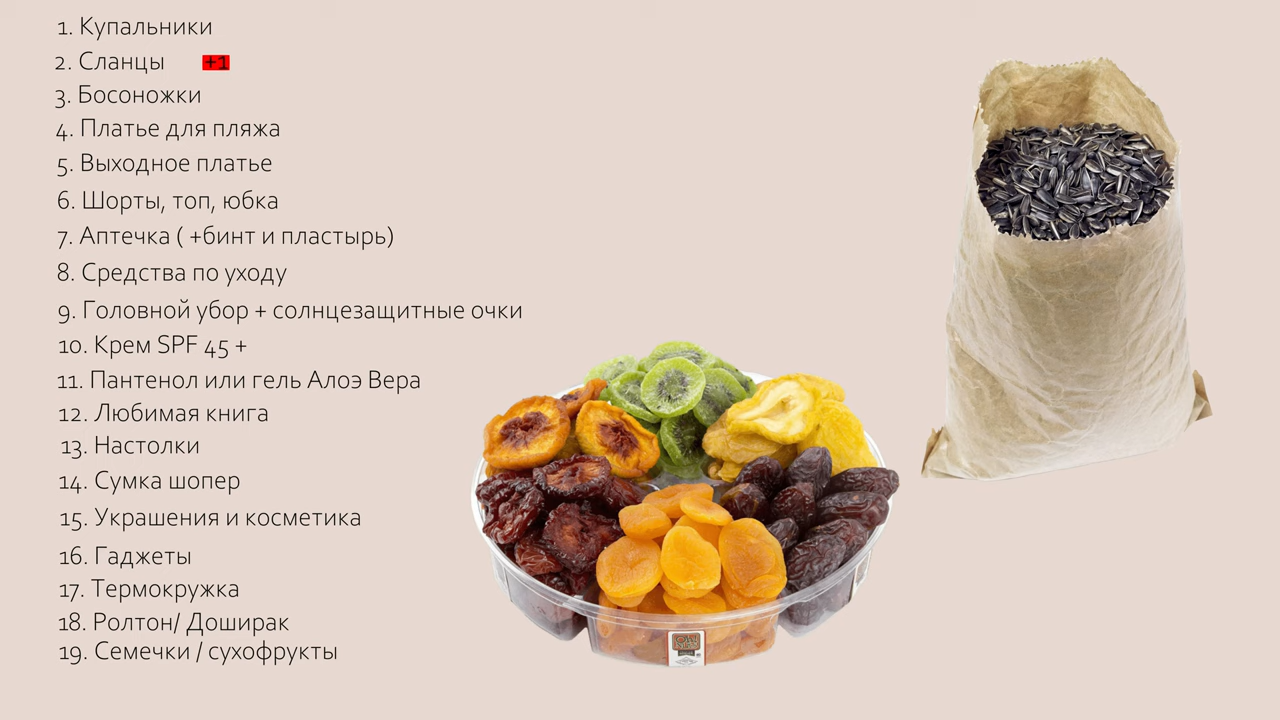 1. Купальники
2. Сланцы +1
3. Босоножки
4. Платье для пляжа
5. Выходное платье
6. Шорты, топ, юбка
7. Аптечка ( +бинт и пластырь)
8. Средства по уходу
9. Головной убор + солнцезащитные очки
10. Крем SPF 45 +
11. Пантенол или гель Алоэ Вера
12. Любимая книга
13. Настолки
14. Сумка шопер
15. Украшения и косметика
16. Гаджеты
17. Термокружка
18. Ролтон/ Доширак
19. Семечки / сухофрукты